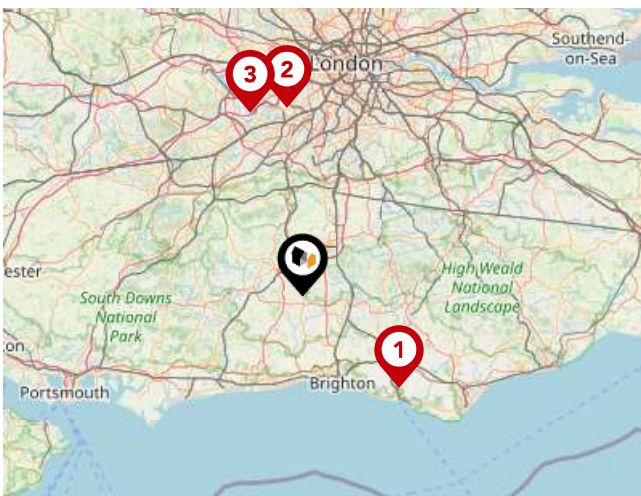 Southend-
on-Sea
London
3
2
ester
South Downs
National
Park
High Weald
National
Landscape
on
1
Brighton
Portsmouth